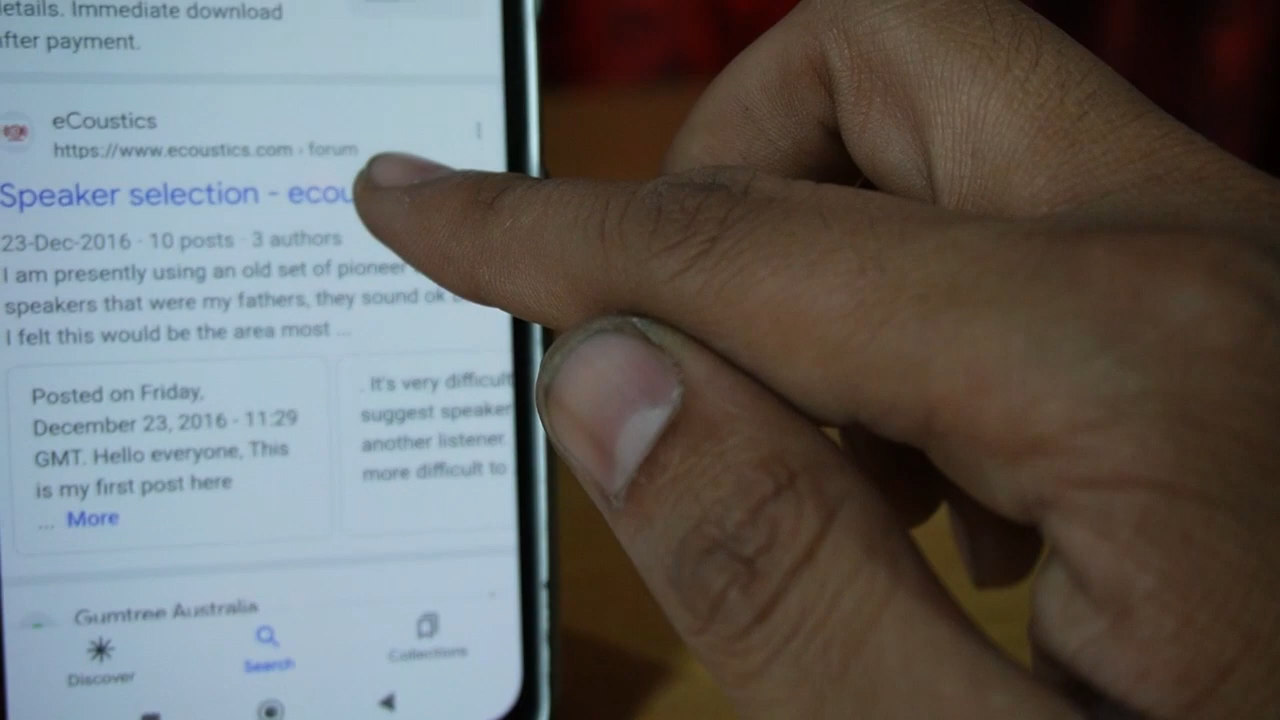 details. Immediate download
after payment.
eCoustics
https://www.ecoustics.com › forum
Speaker selection - ecou
23-Dec-2016 · 10 posts · 3 authors
I am presently using an old set of pioneer
speakers that were my fathers, they sound ok
I felt this would be the area most ...
Posted on Friday,
December 23, 2016 - 11:29
GMT. Hello everyone, This
is my first post here
... More
. It's very difficult
suggest speaker
another listener.
more difficult to
Gumtree Australia
Discover
Search
Collections